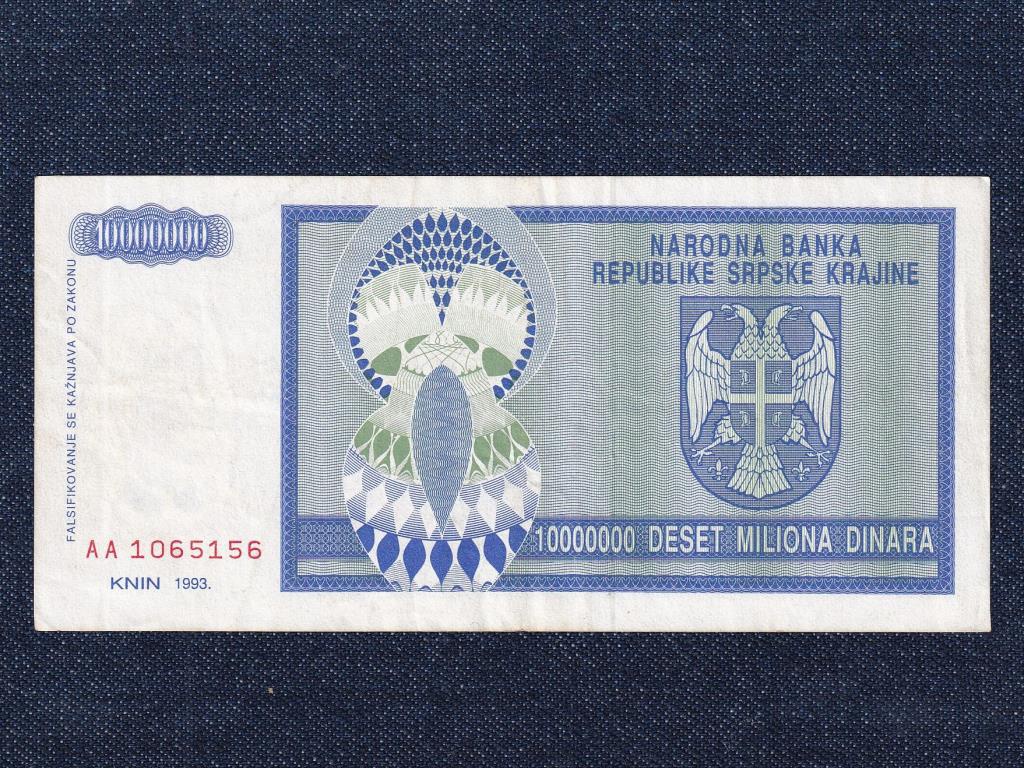 10000000
FALSIFIKOVANJE SE KAŽNJAVA PO ZAKONU
NARODNA BANKA
REPUBLIKE SRPSKE KRAJINE
10000000 DESET MILIONA DINARA
AA 1065156
KNIN 1993.